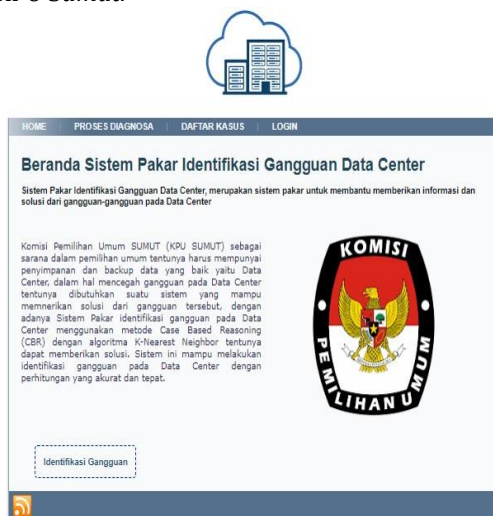 HOME PROSES DIAGNOSA DAFTAR KASUS LOGIN
Beranda Sistem Pakar Identifikasi Gangguan Data Center
Sistem Pakar Identifikasi Gangguan Data Center, merupakan sistem pakar untuk membantu memberikan informasi dan
solusi dari gangguan-gangguan pada Data Center
Komisi Pemilihan Umum SUMUT (KPU SUMUT) sebagai
sarana dalam pemilihan umum tentunya harus mempunyai
penyimpanan dan backup data yang baik yaitu Data
Center, dalam hal mencegah gangguan pada Data Center
tentunya dibutuhkan suatu sistem yang mampu
memnerikan solusi dari gangguan tersebut, dengan
adanya Sistem Pakar identifikasi gangguan pada Data
Center menggunakan metode Case Based Reasoning
(CBR) dengan algoritma K-Nearest Neighbor tentunya
dapat memberikan solusi. Sistem ini mampu melakukan
identifikasi gangguan pada Data Center dengan
perhitungan yang akurat dan tepat.
KOMISI
PEMILIHAN UMUM
Identifikasi Gangguan